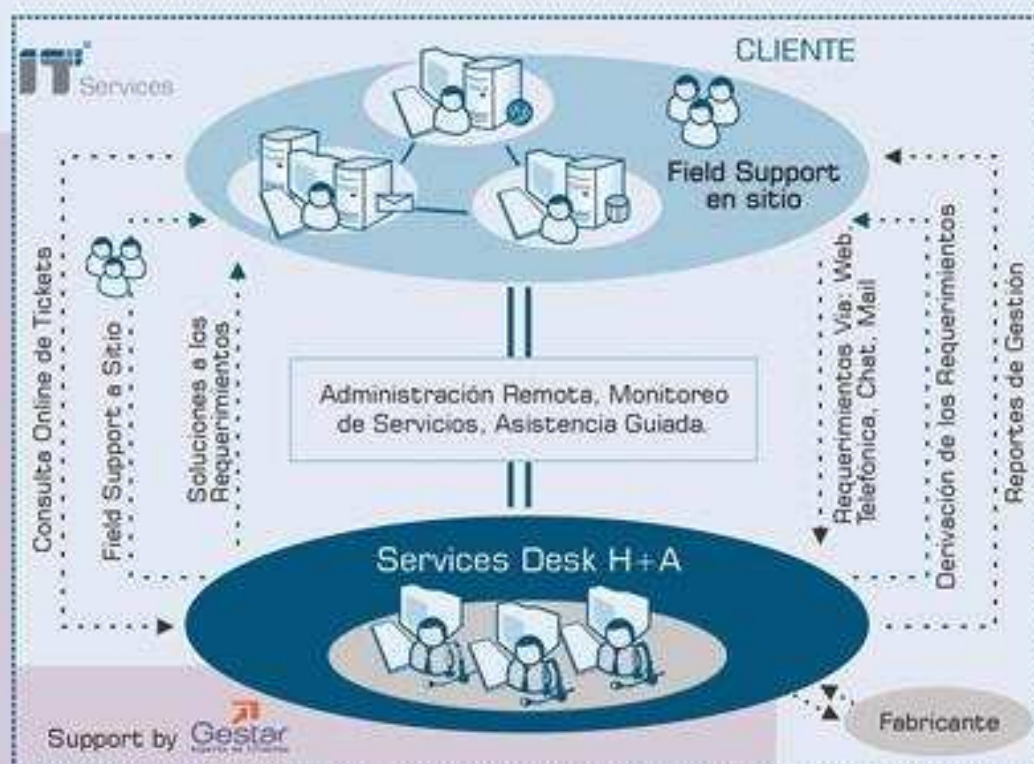 IT
Services
CLIENTE
Field Support
en sitio
Consulta Online de Tickets
Field Support a Sitio
Soluciones a los
Requerimientos
Administración Remota, Monitoreo
de Servicios, Asistencia Guiada.
Requerimientos Via: Web,
Telefónica, Chat, Mail
Derivación de los Requerimientos
Reportes de Gestión
Services Desk H+A
Fabricante
Support by Gestar